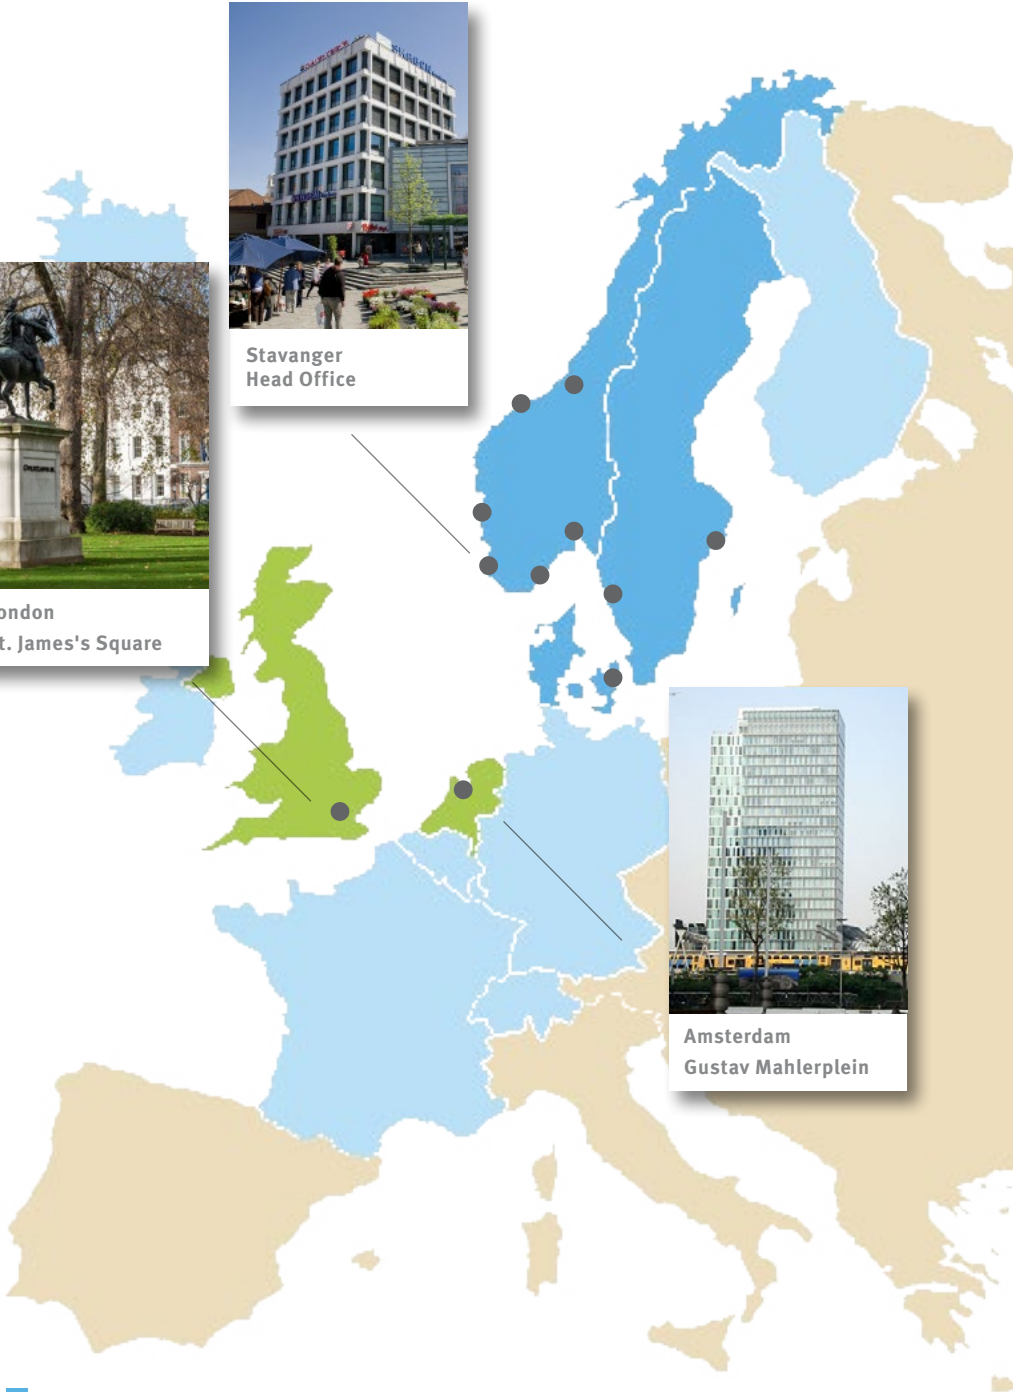 Stavanger
Head Office
ondon
t. James's Square
Amsterdam
Gustav Mahlerplein